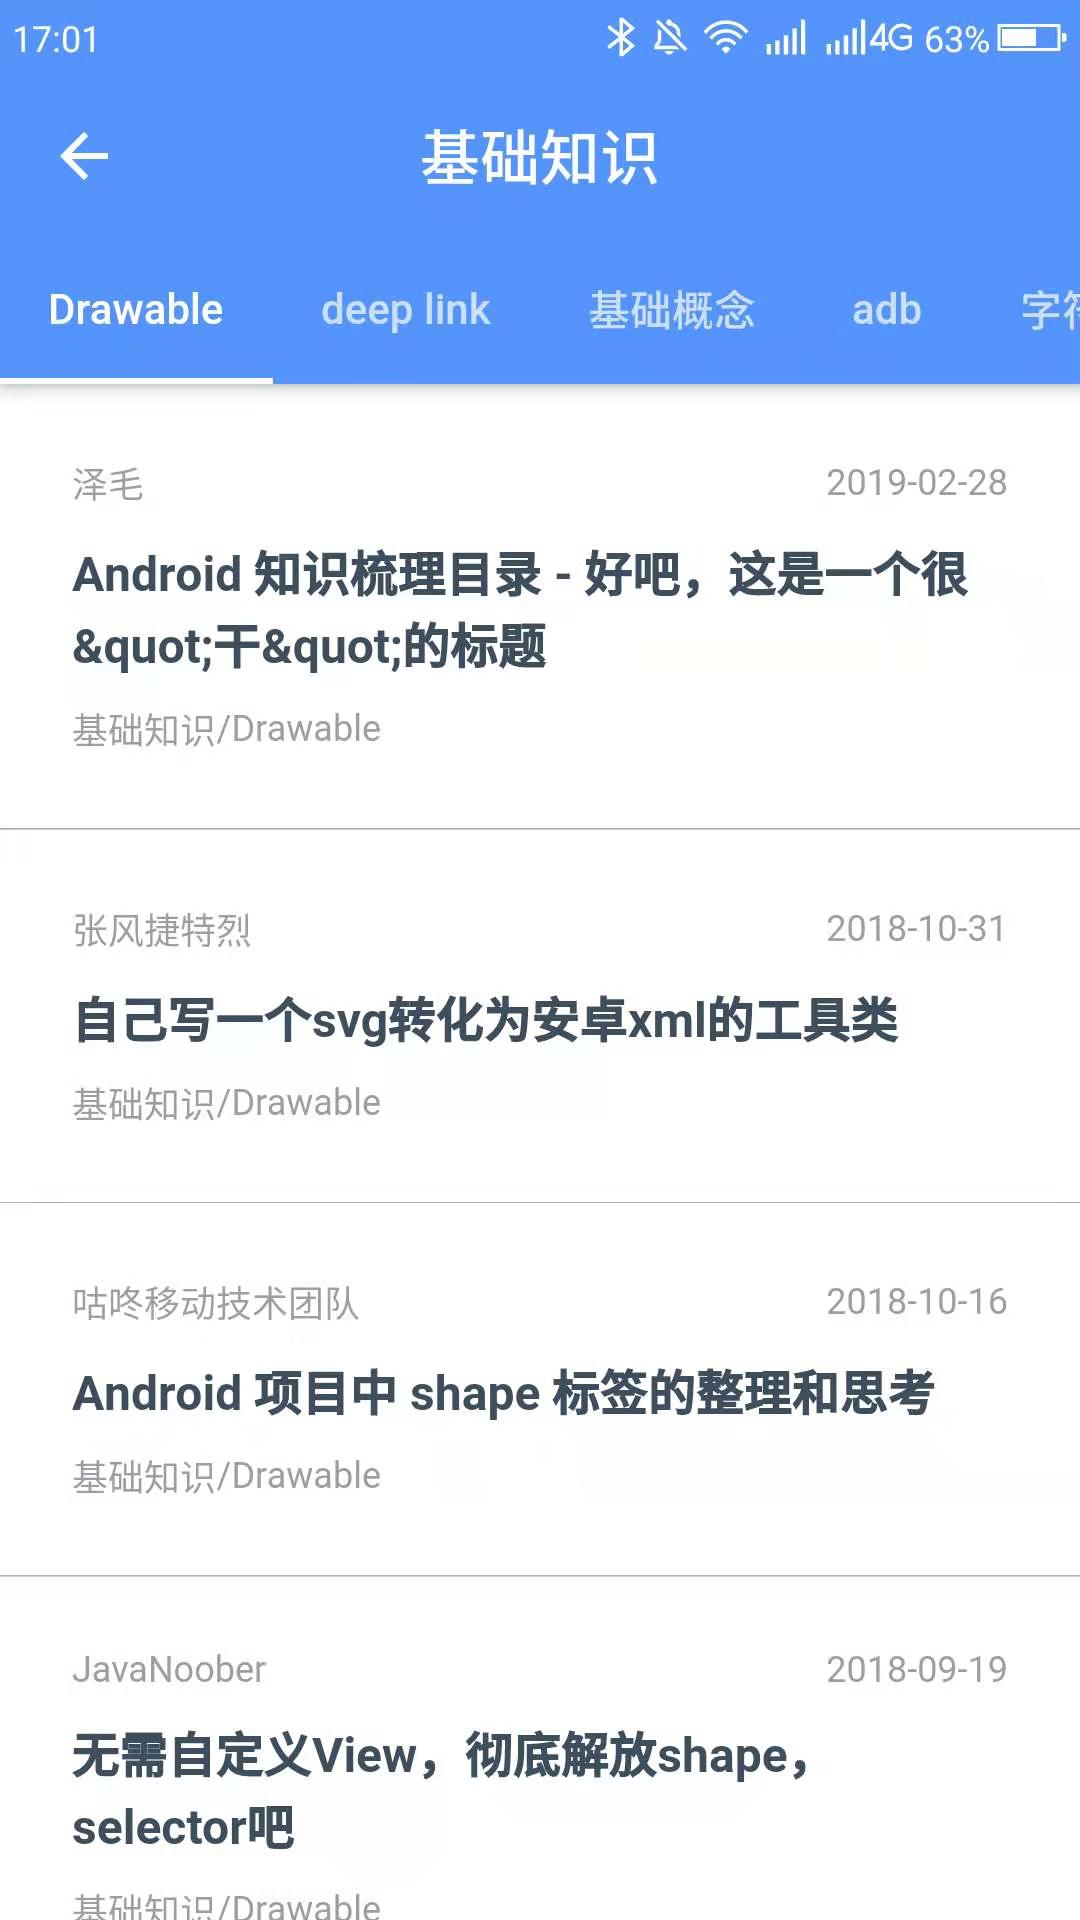 17:01 4G 63%
基础知识
Drawable deep link 基础概念 adb 字符
泽毛 2019-02-28
Android 知识梳理目录 - 好吧，这是一个很
&quot;干&quot;的标题
基础知识/Drawable
张风捷特烈 2018-10-31
自己写一个svg转化为安卓xml的工具类
基础知识/Drawable
咕咚移动技术团队 2018-10-16
Android 项目中 shape 标签的整理和思考
基础知识/Drawable
JavaNoober 2018-09-19
无需自定义View，彻底解放shape，
selector吧
基础知识/Drawable